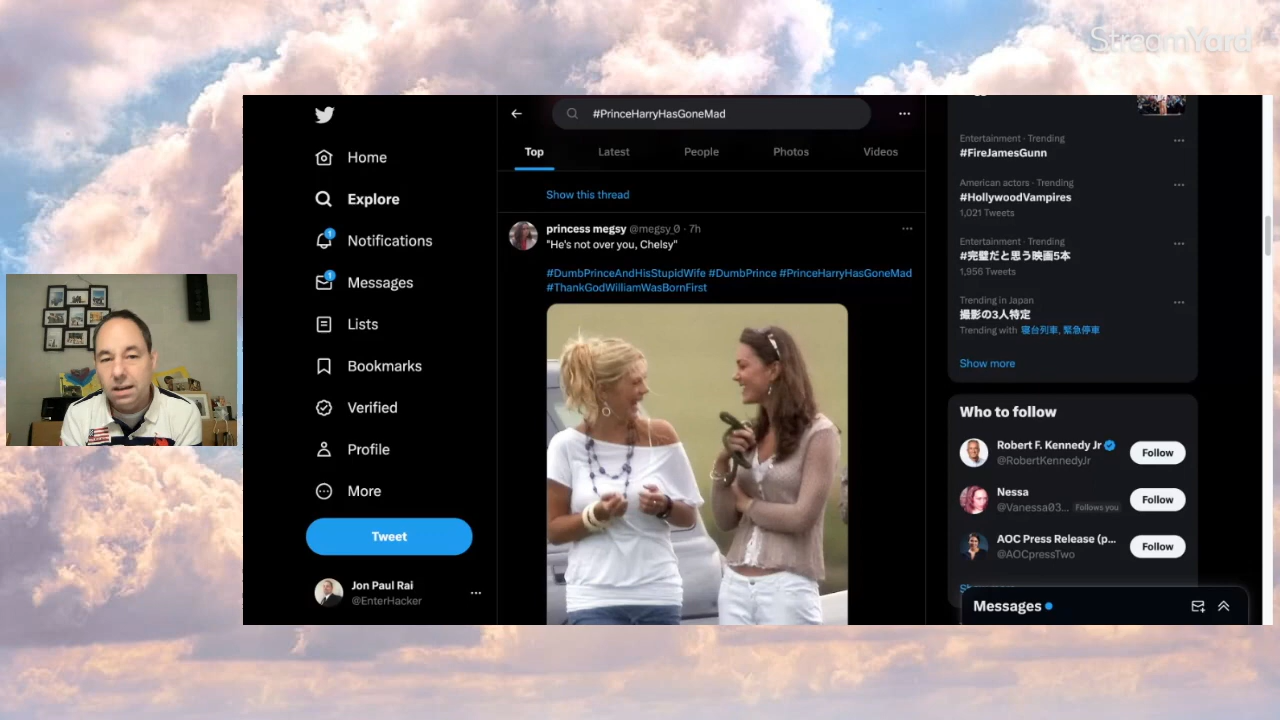 StreamYard
#PrinceHarryHasGoneMad
Top
Latest
People
Photos
Videos
Home
Explore
1
Notifications
1
Messages
Lists
Bookmarks
Verified
Profile
More
Tweet
Jon Paul Rai
@EnterHacker
Show this thread
princess megsy @megsy_0 · 7h
"He's not over you, Chelsy"
#DumbPrinceAndHisStupidWife #DumbPrince #PrinceHarryHasGoneMad
#ThankGodWilliamWasBornFirst
Entertainment · Trending
#FireJamesGunn
American actors · Trending
#HollywoodVampires
1,021 Tweets
Entertainment · Trending
#完璧だと思う映画5本
1,956 Tweets
Trending in Japan
撮影の3人特定
Trending with 寝台列車, 緊急停車
Show more
Who to follow
Robert F. Kennedy Jr
@RobertKennedyJr
Follow
Nessa
@Vanessa03... Follows you
Follow
AOC Press Release (p...
@AOCpressTwo
Follow
Messages